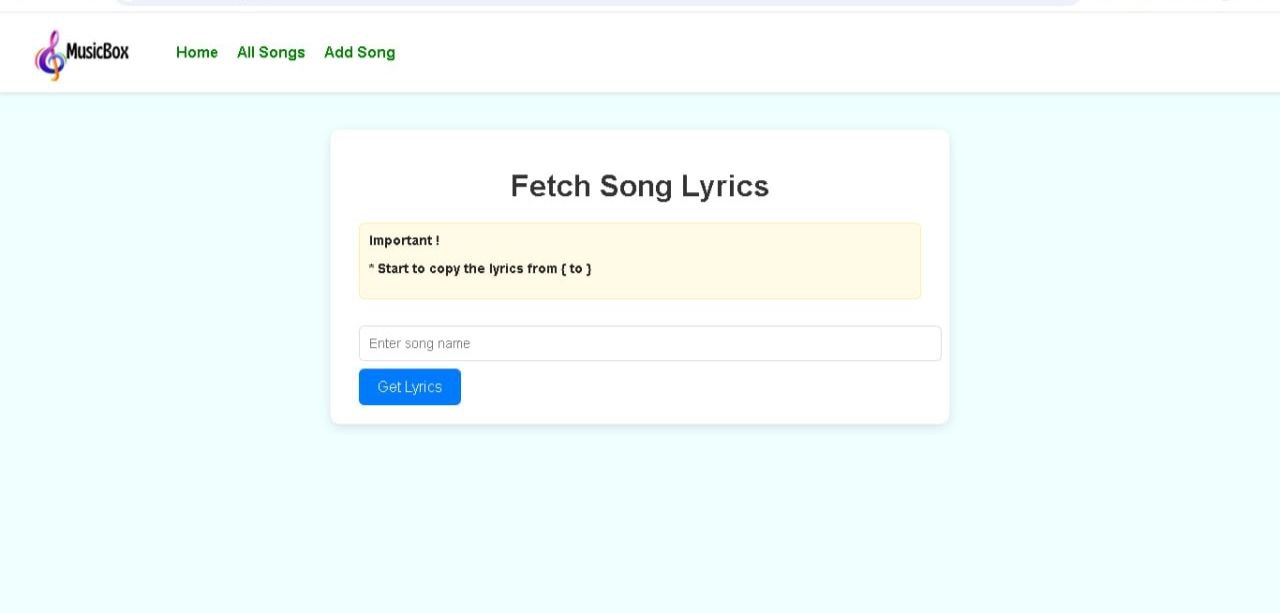 MusicBox
Home All Songs Add Song
Fetch Song Lyrics
Important !
* Start to copy the lyrics from { to }
Enter song name
Get Lyrics